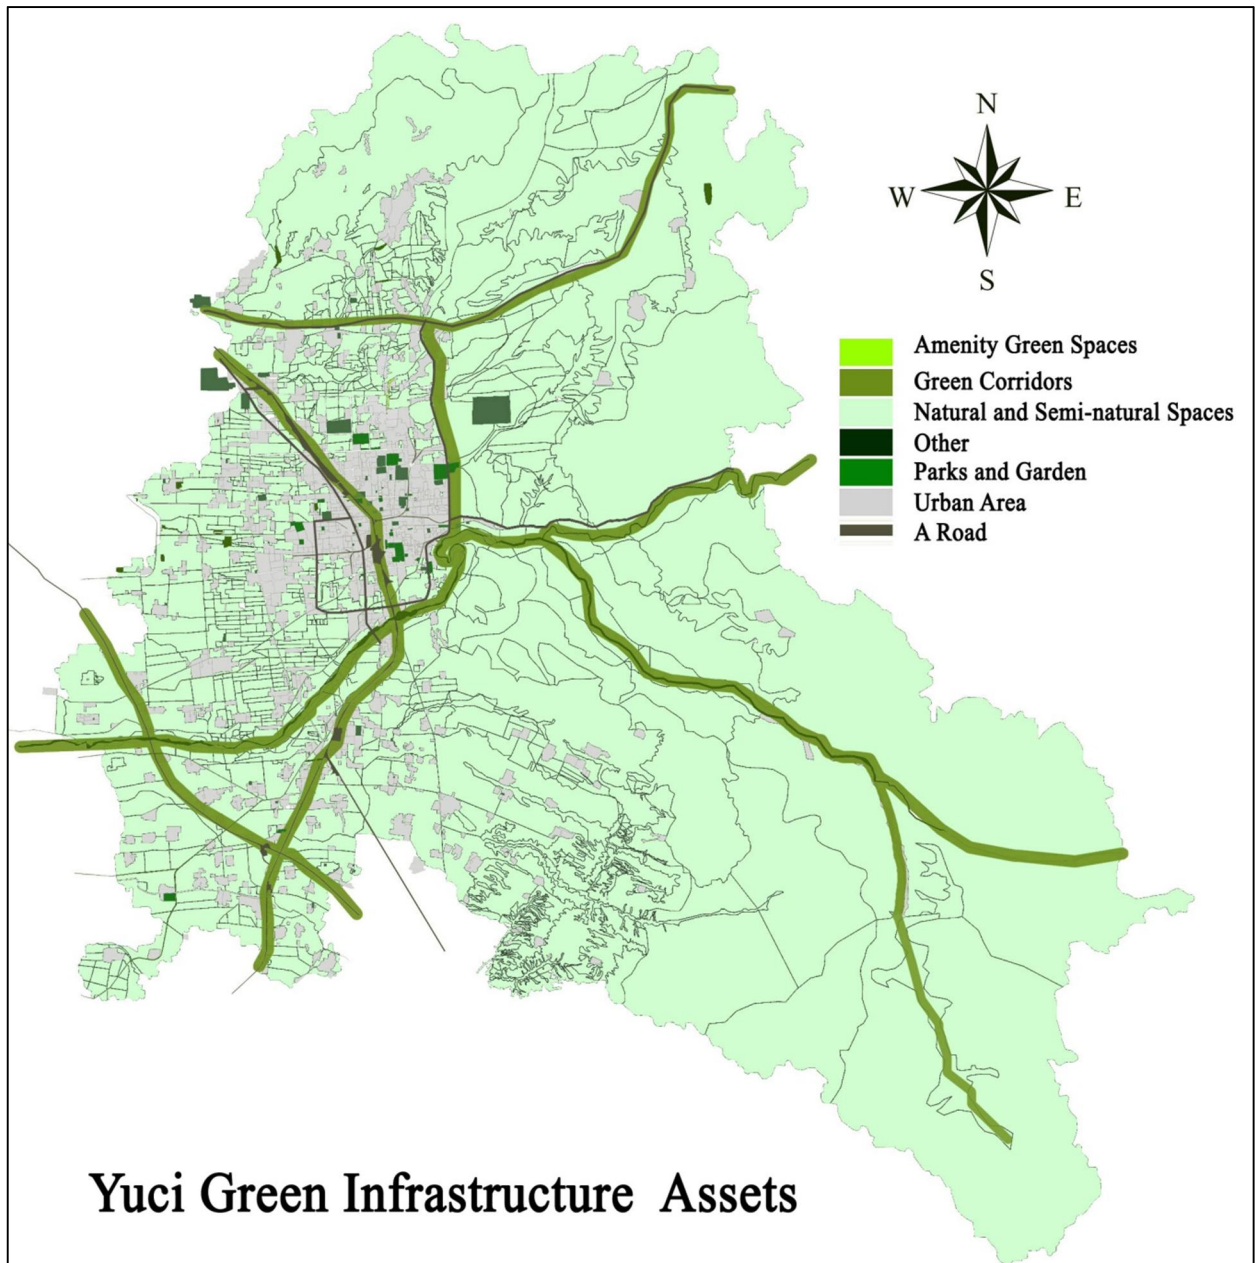 N
W
E
S
Amenity Green Spaces
Green Corridors
Natural and Semi-natural Spaces
Other
Parks and Garden
Urban Area
A Road
Yuci Green Infrastructure Assets